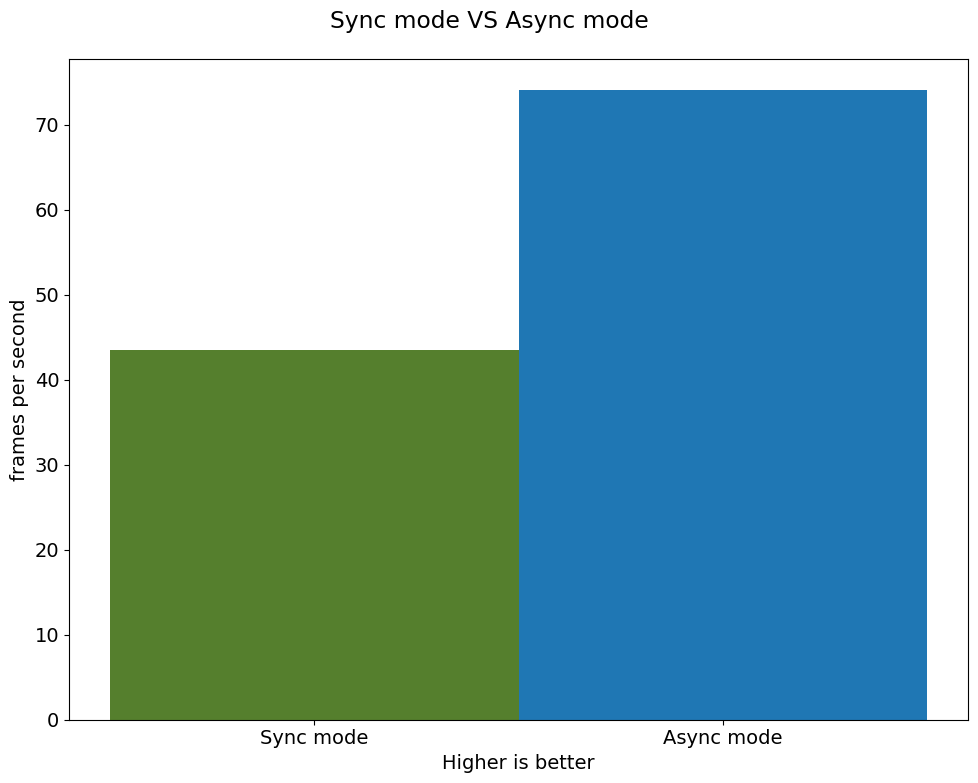 Sync mode VS Async mode
70
60
50
40
30
20
10
0
frames per second
Sync mode
Async mode
Higher is better